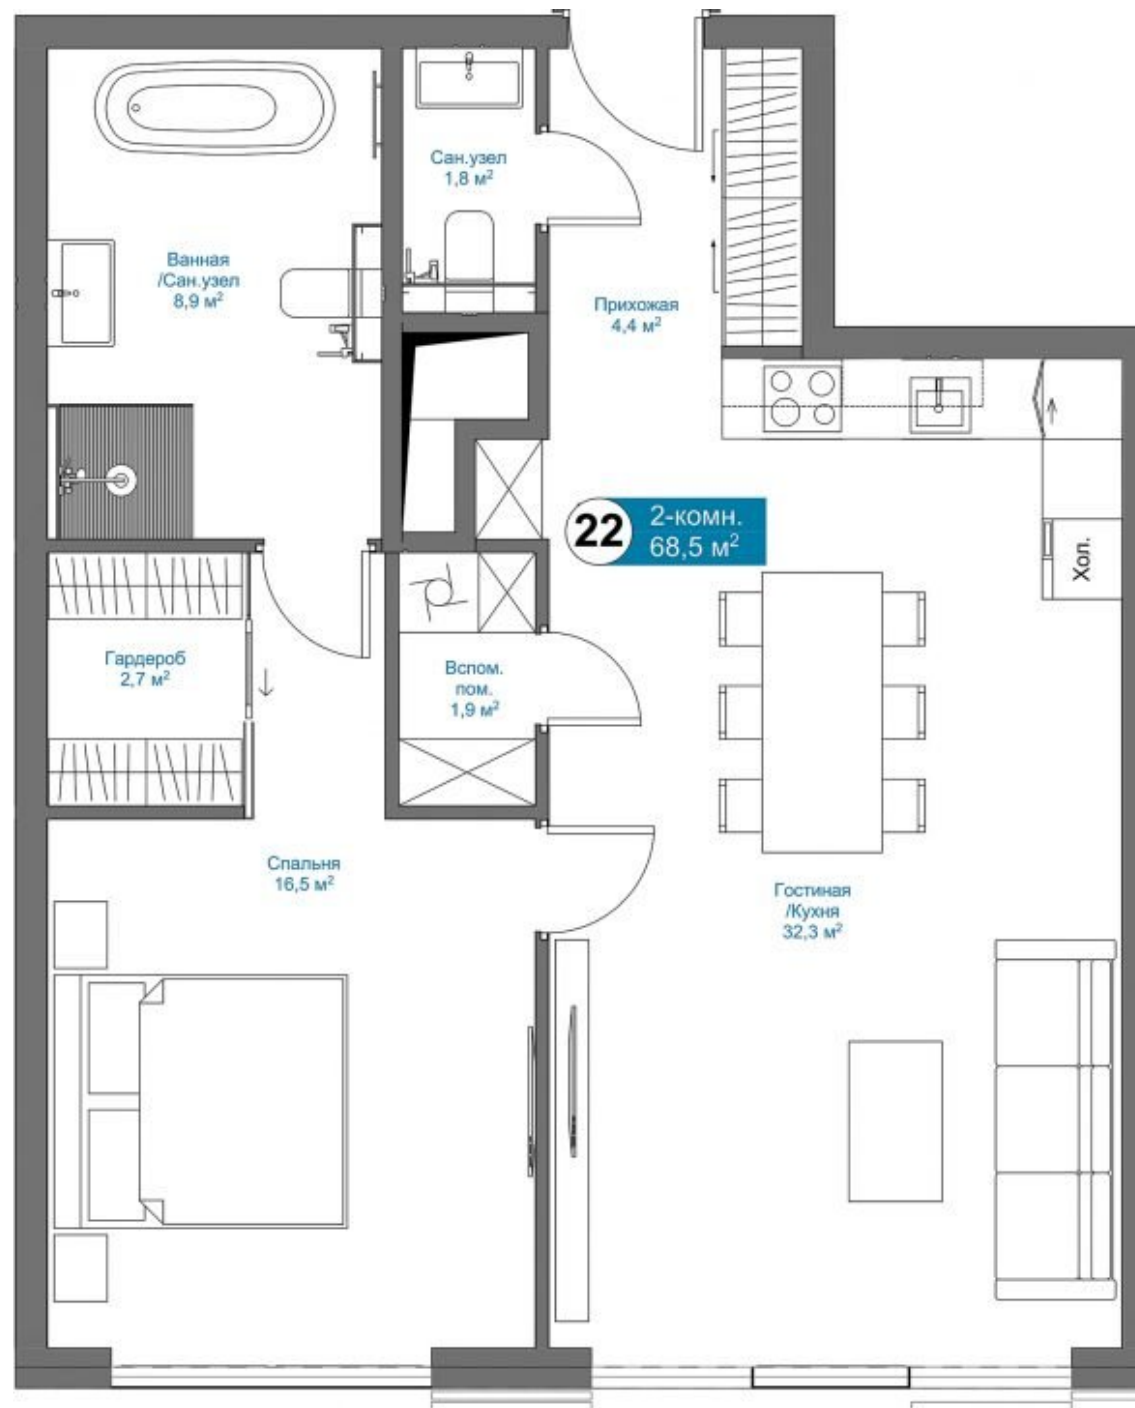 Сан.узел
1,8 м²
Ванная
/Сан.узел
8,9 м²
Прихожая
4,4 м²
22
2-комн.
68,5 м²
Хол.
Гардероб
2,7 м²
Вспом.
пом.
1,9 м²
Спальня
16,5 м²
Гостиная
/Кухня
32,3 м²